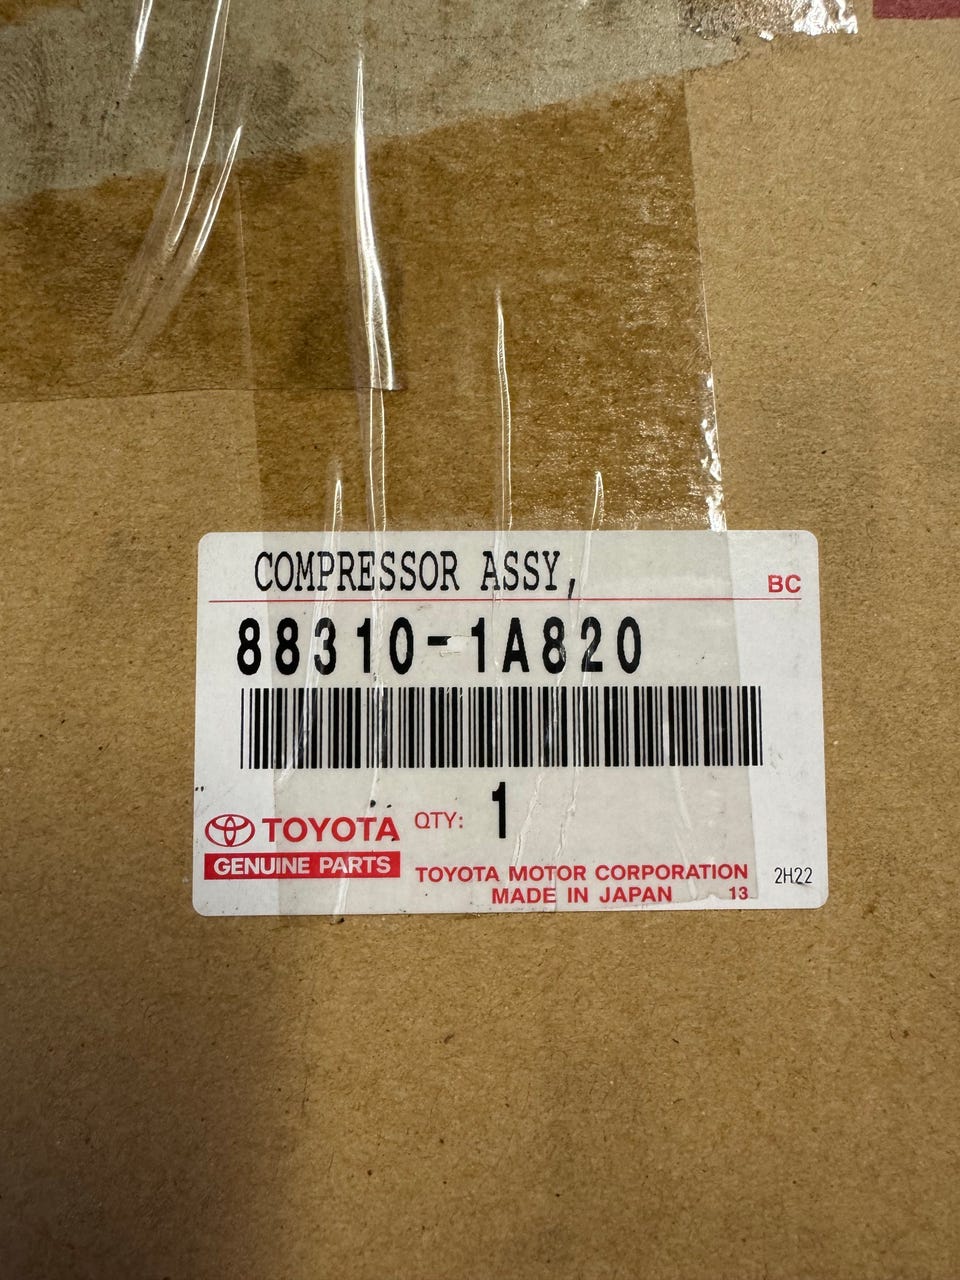 COMPRESSOR ASSY,
BC
88310-1A820
TOYOTA
GENUINE PARTS
QTY: 1
TOYOTA MOTOR CORPORATION
MADE IN JAPAN 13
2H22